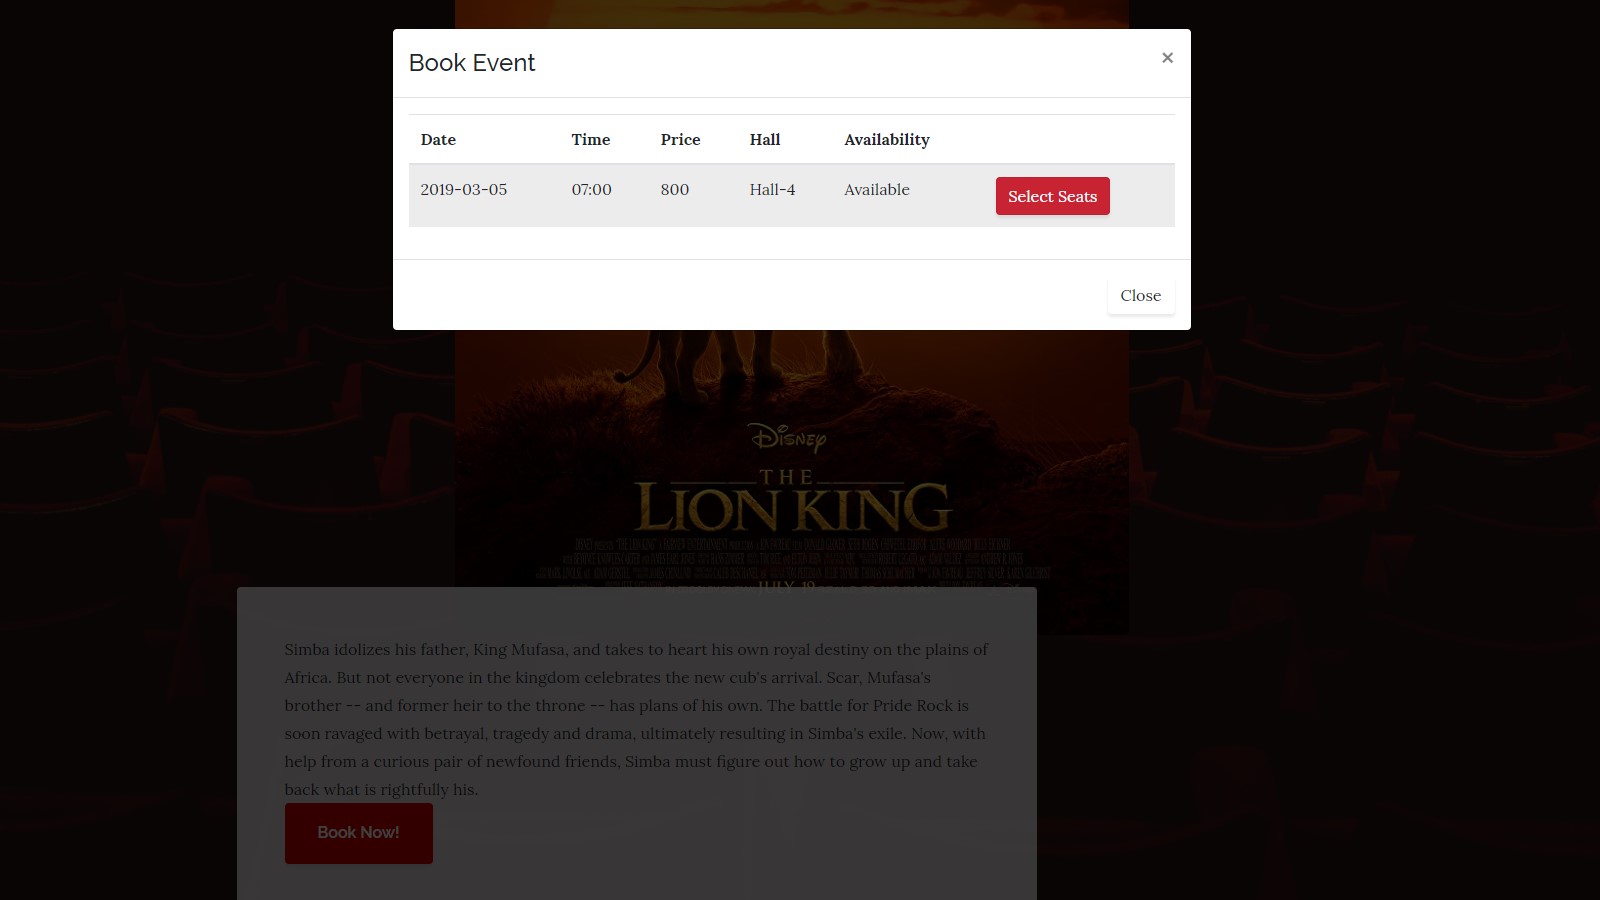 Book Event
×
Date Time Price Hall Availability
2019-03-05 07:00 800 Hall-4 Available Select Seats
Close
Disney
THE
LION KING
JULY 19
Simba idolizes his father, King Mufasa, and takes to heart his own royal destiny on the plains of
Africa. But not everyone in the kingdom celebrates the new cub's arrival. Scar, Mufasa's
brother -- and former heir to the throne -- has plans of his own. The battle for Pride Rock is
soon ravaged with betrayal, tragedy and drama, ultimately resulting in Simba's exile. Now, with
help from a curious pair of newfound friends, Simba must figure out how to grow up and take
back what is rightfully his.
Book Now!